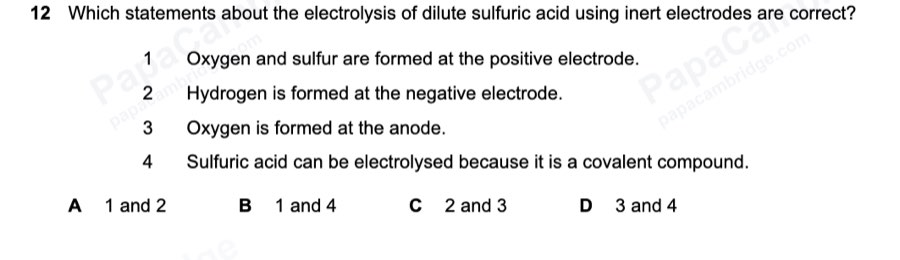 12 Which statements about the electrolysis of dilute sulfuric acid using inert electrodes are correct?
1 Oxygen and sulfur are formed at the positive electrode.
2 Hydrogen is formed at the negative electrode.
3 Oxygen is formed at the anode.
4 Sulfuric acid can be electrolysed because it is a covalent compound.
A 1 and 2 B 1 and 4 C 2 and 3 D 3 and 4
PapaCambridge
papacambridge.com